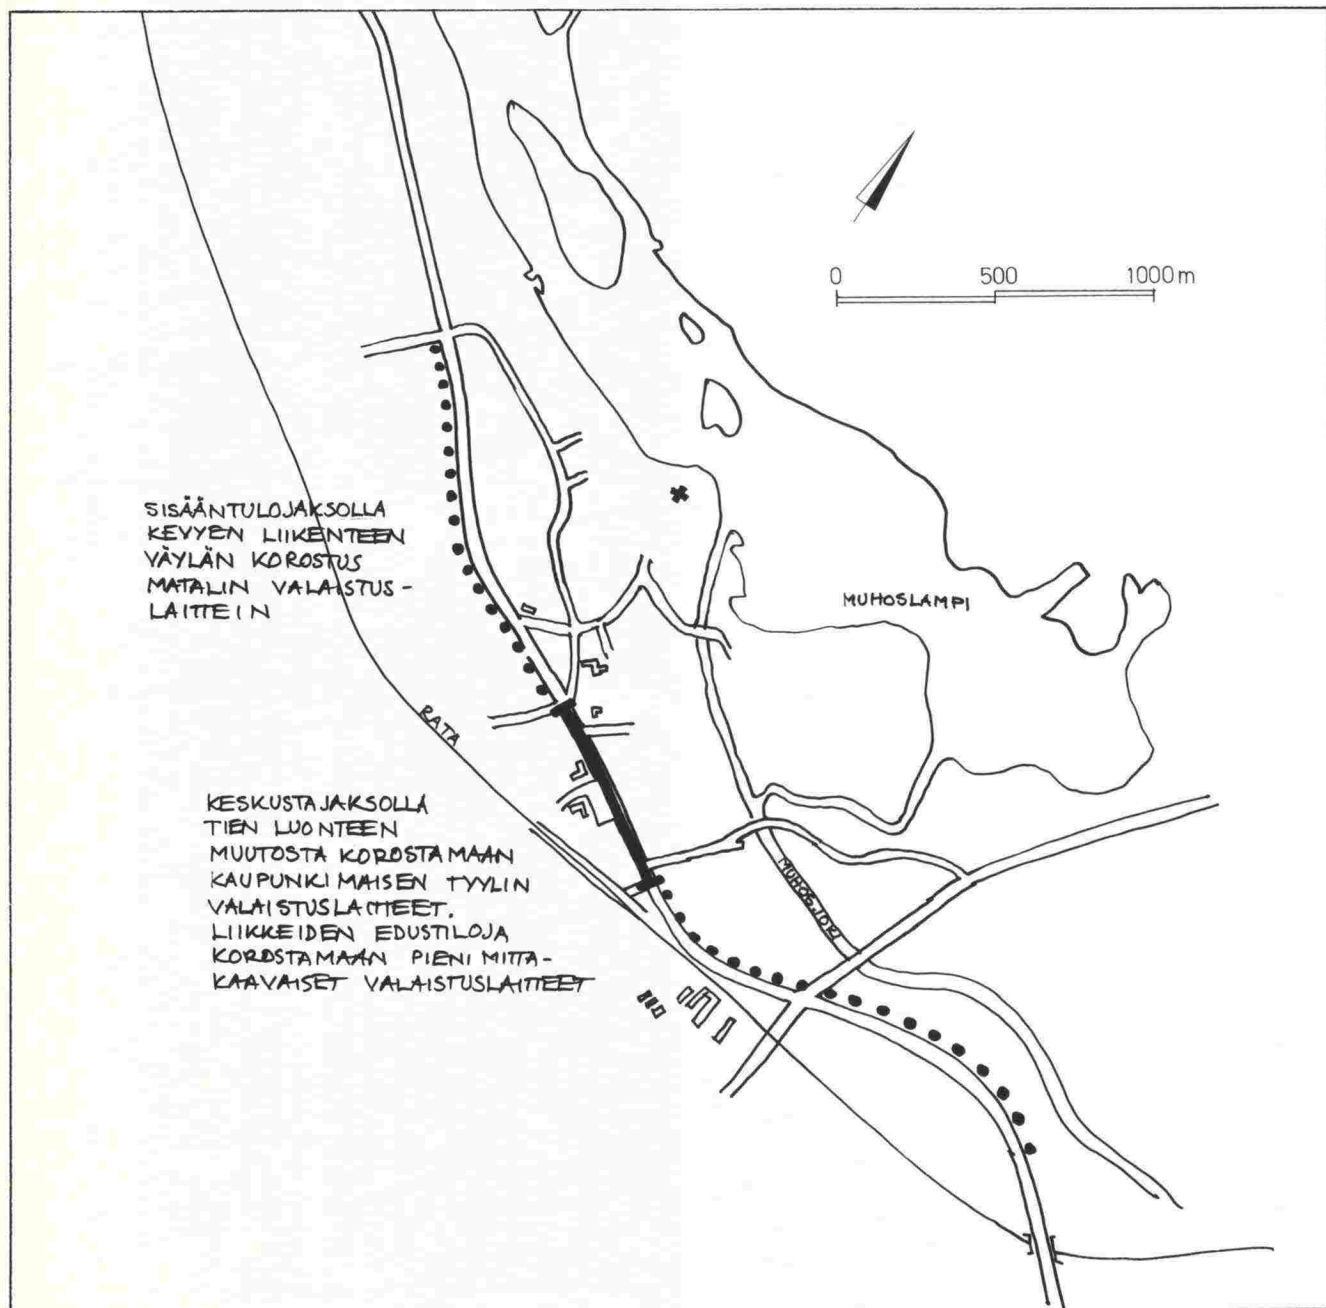 0 500 1000 m
SISÄÄNTULOJAKSOLLA
KEVYEN LIIKENTEEN
VÄYLÄN KOROSTUS
MATALIN VALAISTUS-
LAITTEIN
MUHOSLAMPI
RATA
KESKUSTAJAKSOLLA
TIEN LUONTEEN
MUUTOSTA KOROSTAMAAN
KAUPUNKIMAISEN TYYLIN
VALAISTUSLAITTEET.
LIIKKEIDEN EDUSTILOJA
KOROSTAMAAN PIENIMITTA-
KAAVAISET VALAISTUSLAITTEET
MUHOSJOKI